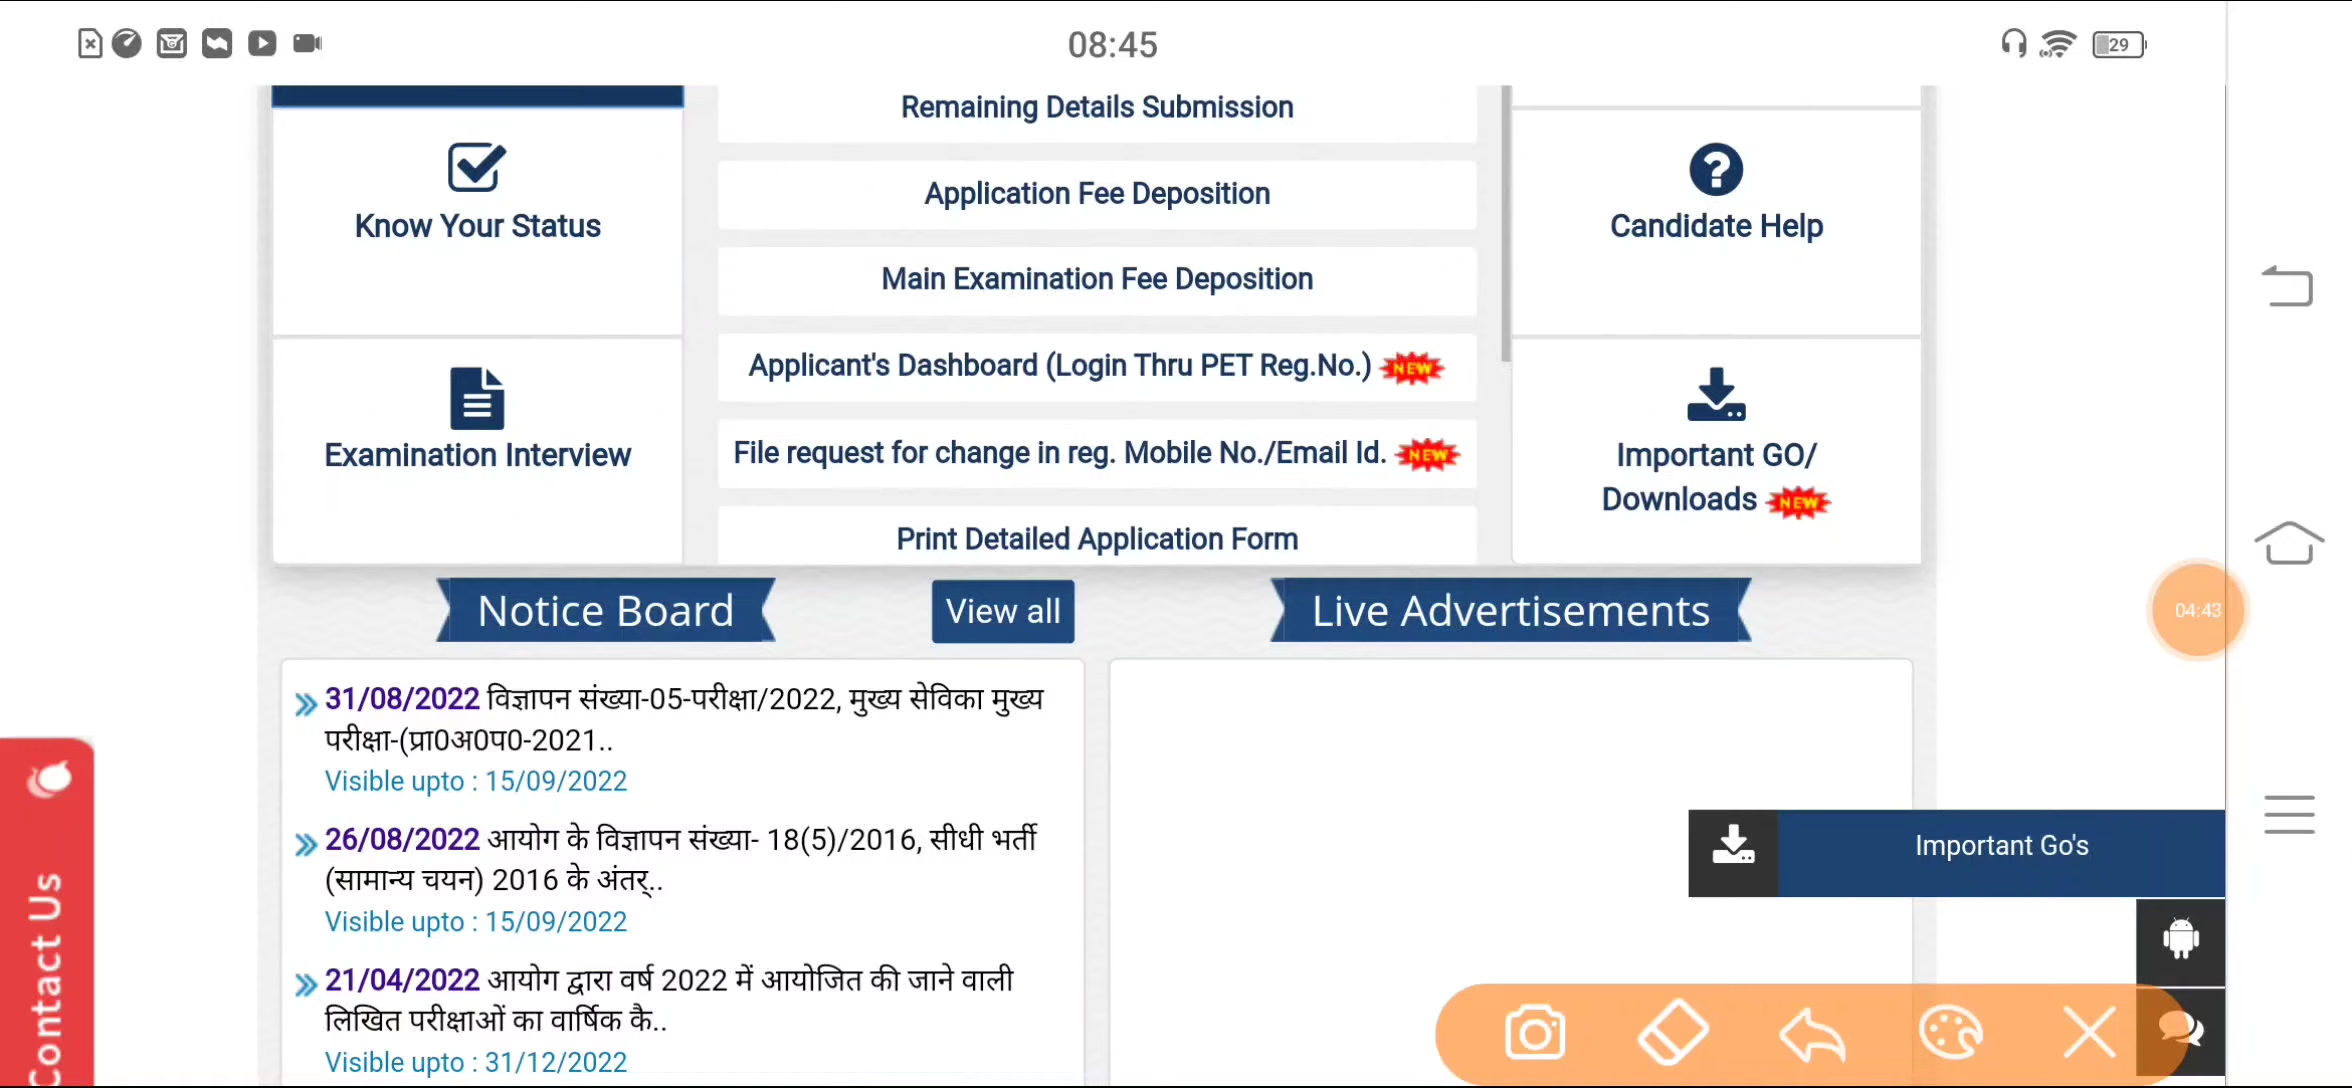 08:45
29
Remaining Details Submission
Know Your Status
Application Fee Deposition
Candidate Help
Main Examination Fee Deposition
Applicant's Dashboard (Login Thru PET Reg.No.) NEW
Examination Interview
File request for change in reg. Mobile No./Email Id. NEW
Important GO/
Downloads NEW
Print Detailed Application Form
Notice Board
View all
Live Advertisements
04:43
31/08/2022 विज्ञापन संख्या-05-परीक्षा/2022, मुख्य सेविका मुख्य
परीक्षा-(प्रा0अ0प0-2021..
Visible upto : 15/09/2022
26/08/2022 आयोग के विज्ञापन संख्या- 18(5)/2016, सीधी भर्ती
(सामान्य चयन) 2016 के अंतर्..
Visible upto : 15/09/2022
21/04/2022 आयोग द्वारा वर्ष 2022 में आयोजित की जाने वाली
लिखित परीक्षाओं का वार्षिक कै..
Visible upto : 31/12/2022
Important Go's
Contact Us